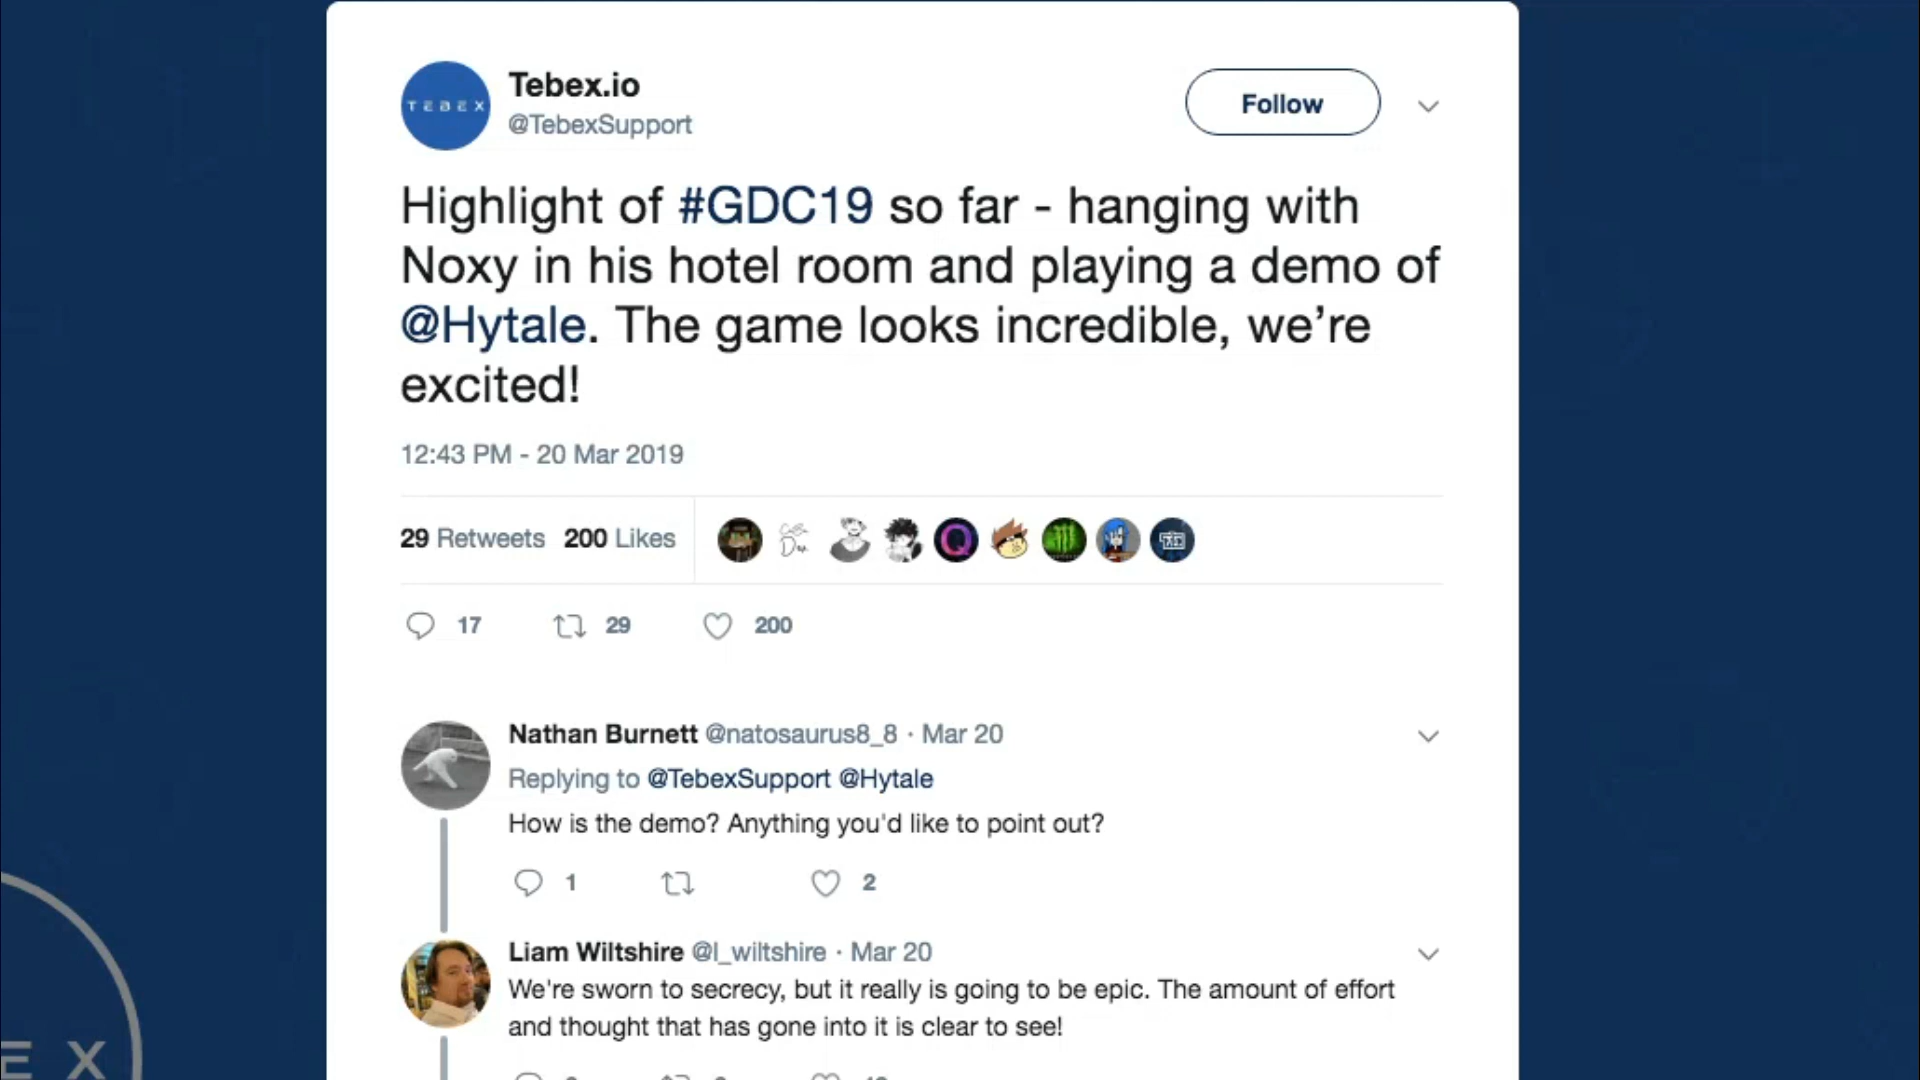 Tebex.io
TEBEX
@TebexSupport
Follow
Highlight of #GDC19 so far - hanging with
Noxy in his hotel room and playing a demo of
@Hytale. The game looks incredible, we’re
excited!
12:43 PM - 20 Mar 2019
29 Retweets 200 Likes
17 29 200
Nathan Burnett @natosaurus8_8 · Mar 20
Replying to @TebexSupport @Hytale
How is the demo? Anything you'd like to point out?
1 2
Liam Wiltshire @l_wiltshire · Mar 20
We're sworn to secrecy, but it really is going to be epic. The amount of effort
and thought that has gone into it is clear to see!
E X